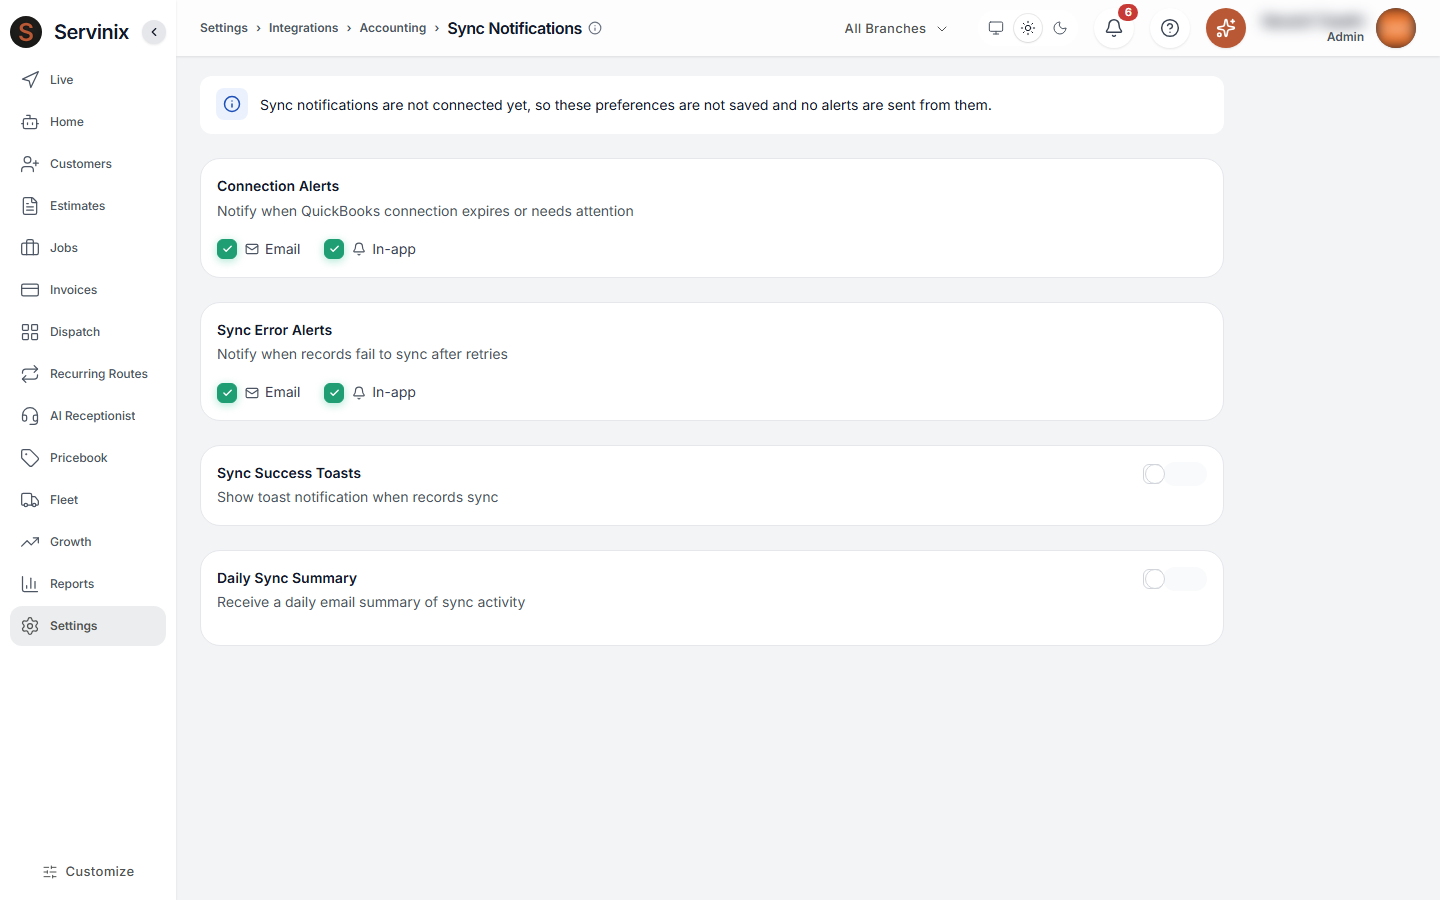 S Servinix
Settings > Integrations > Accounting > Sync Notifications
All Branches
6
Admin
Live
Home
Customers
Estimates
Jobs
Invoices
Dispatch
Recurring Routes
AI Receptionist
Pricebook
Fleet
Growth
Reports
Settings
Customize
Sync notifications are not connected yet, so these preferences are not saved and no alerts are sent from them.
Connection Alerts
Notify when QuickBooks connection expires or needs attention
Email In-app
Sync Error Alerts
Notify when records fail to sync after retries
Email In-app
Sync Success Toasts
Show toast notification when records sync
Daily Sync Summary
Receive a daily email summary of sync activity